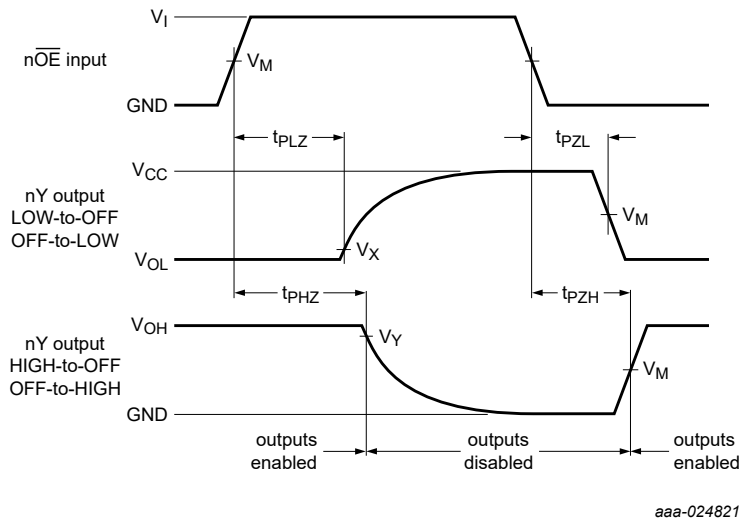 V_I
nO̅E̅ input
V_M
GND
t_PLZ
t_PZL
V_CC
nY output
LOW-to-OFF
OFF-to-LOW
V_M
V_X
V_OL
t_PHZ
t_PZH
V_OH
nY output
HIGH-to-OFF
OFF-to-HIGH
V_Y
V_M
GND
outputs
enabled
outputs
disabled
outputs
enabled
aaa-024821